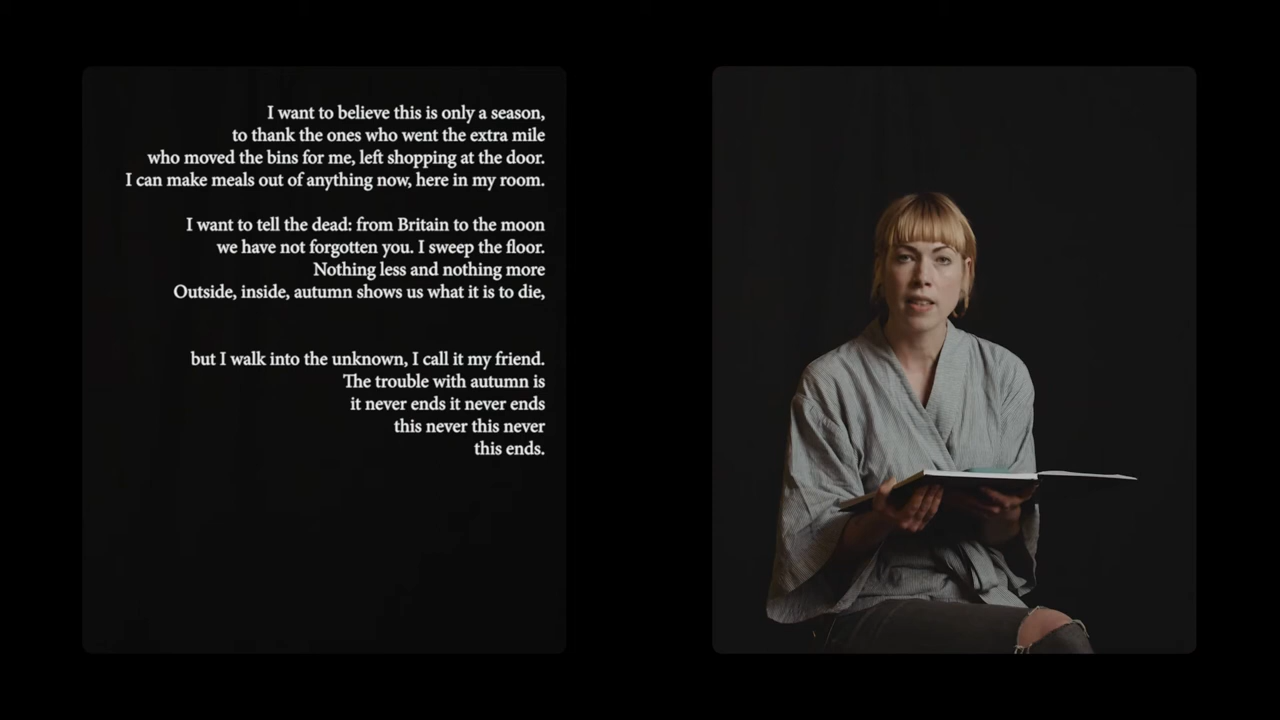 I want to believe this is only a season,
to thank the ones who went the extra mile
who moved the bins for me, left shopping at the door.
I can make meals out of anything now, here in my room.
I want to tell the dead: from Britain to the moon
we have not forgotten you. I sweep the floor.
Nothing less and nothing more
Outside, inside, autumn shows us what it is to die,
but I walk into the unknown, I call it my friend.
The trouble with autumn is
it never ends it never ends
this never this never
this ends.